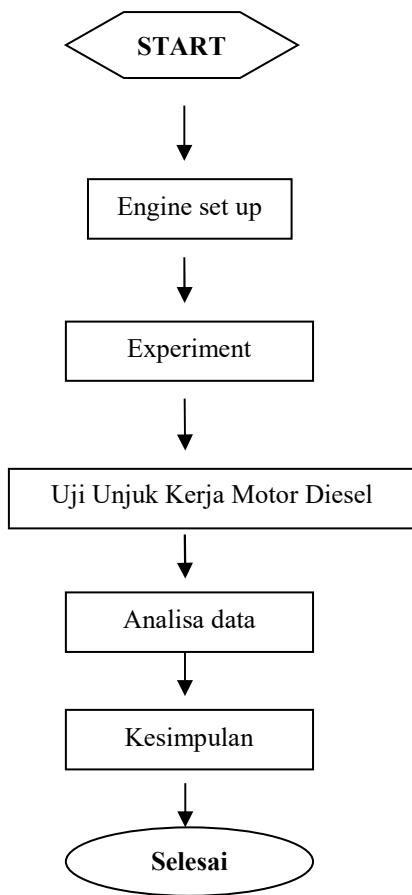 START
Engine set up
Experiment
Uji Unjuk Kerja Motor Diesel
Analisa data
Kesimpulan
Selesai